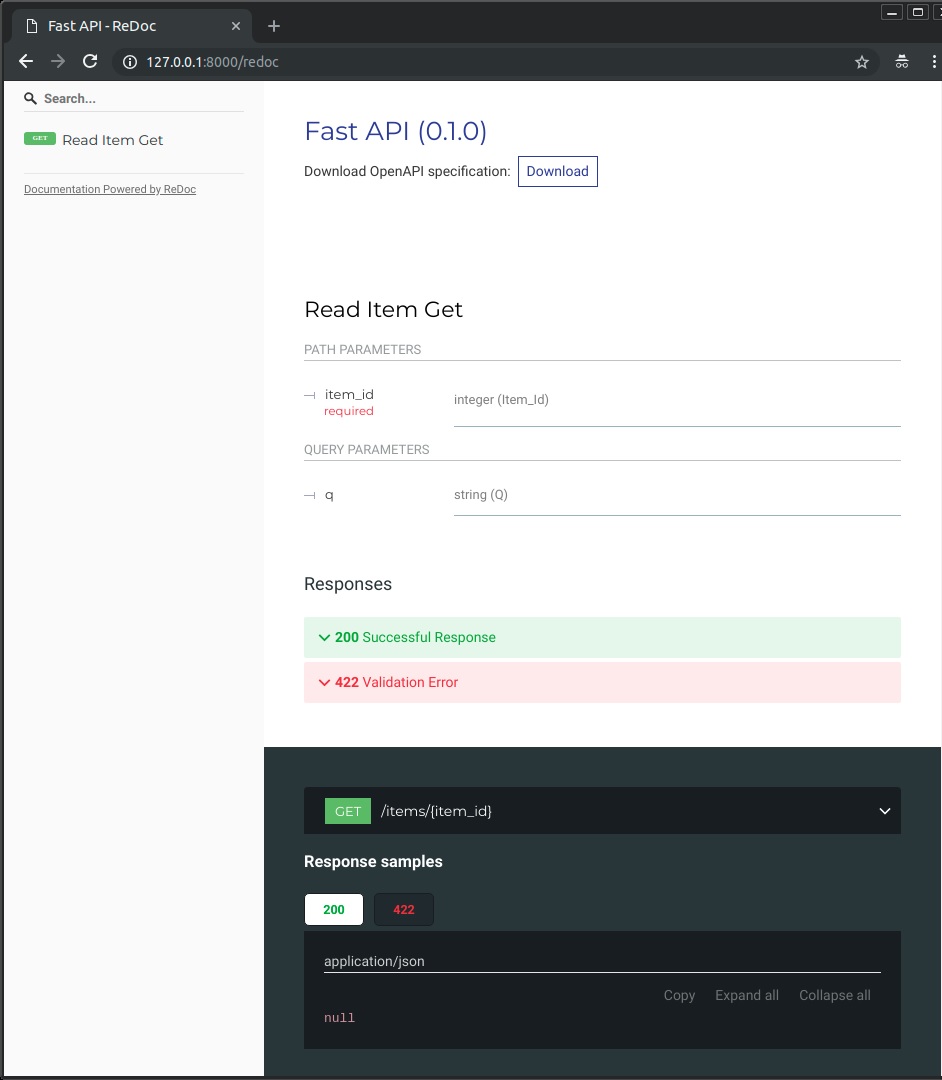 Fast API - ReDoc
127.0.0.1:8000/redoc
Search...
GET Read Item Get
Documentation Powered by ReDoc
Fast API (0.1.0)
Download OpenAPI specification: Download
Read Item Get
PATH PARAMETERS
item_id
required
integer (Item_Id)
QUERY PARAMETERS
q
string (Q)
Responses
200 Successful Response
422 Validation Error
GET /items/{item_id}
Response samples
200 422
application/json
Copy Expand all Collapse all
null